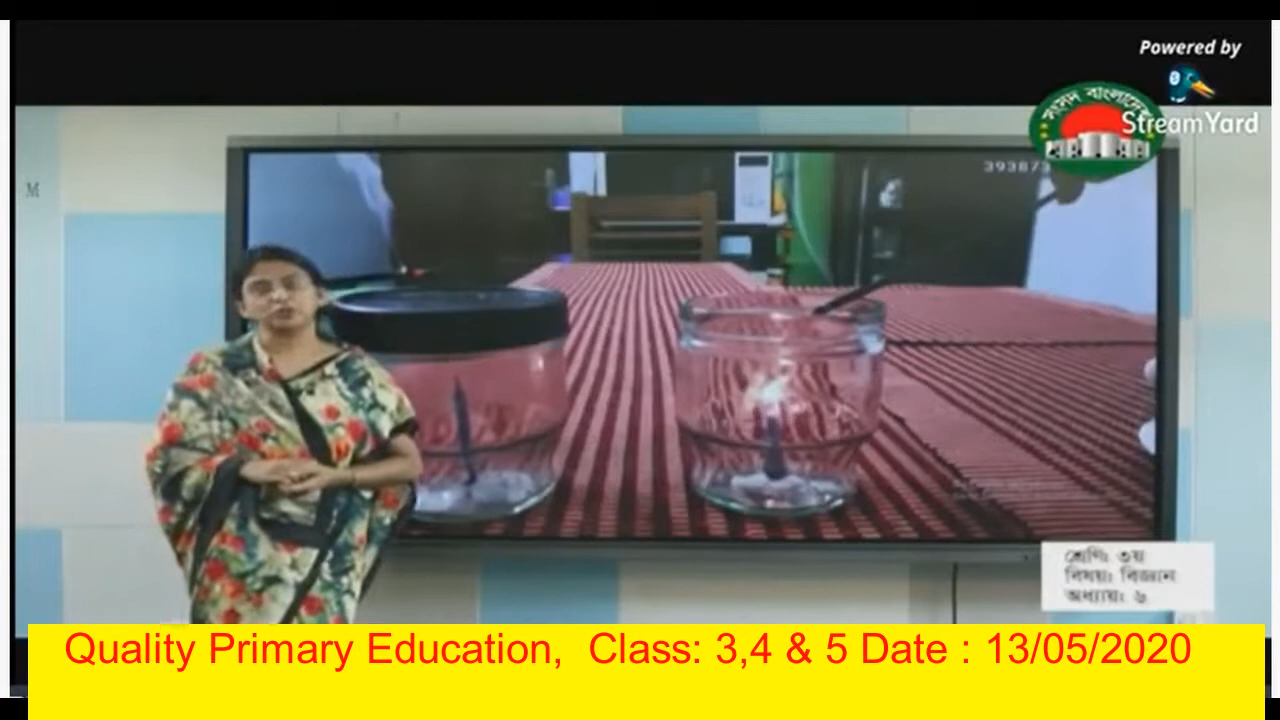 Powered by
StreamYard
সংসদ বাংলাদেশ
393873
M
শ্রেণিঃ ৩য়
বিষয়ঃ বিজ্ঞান
অধ্যায়ঃ ৬
Quality Primary Education, Class: 3,4 & 5 Date : 13/05/2020